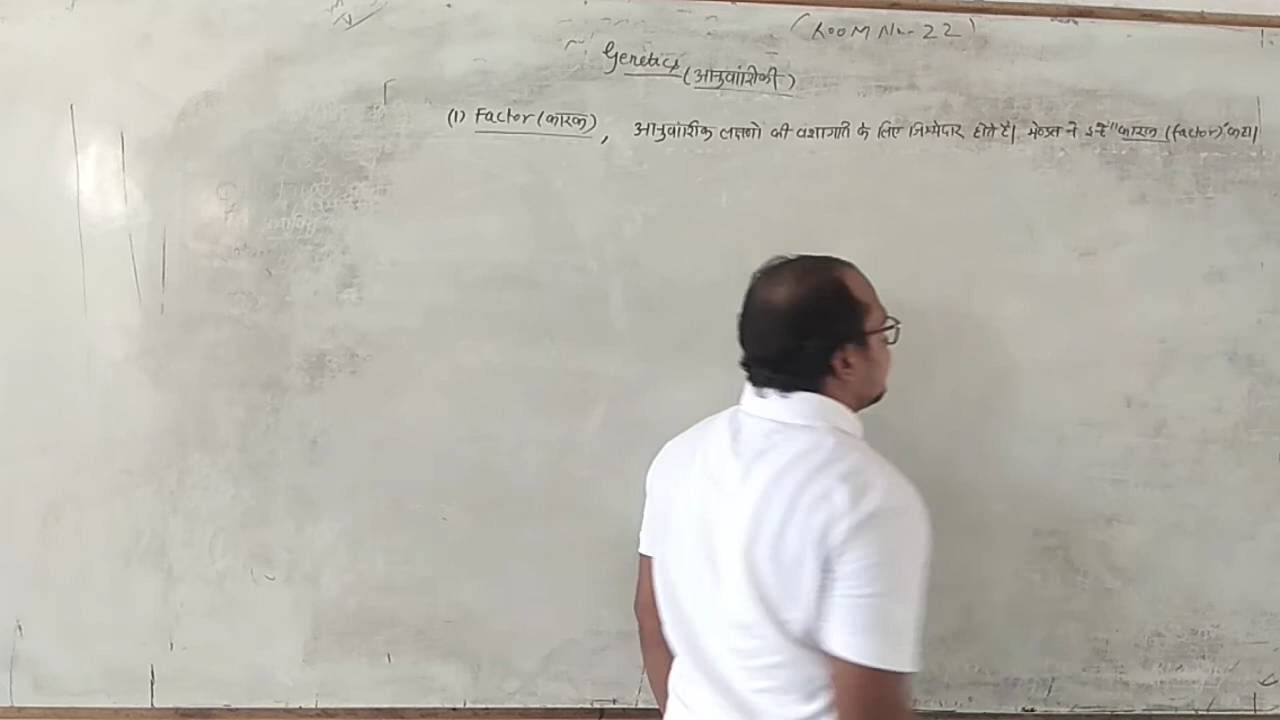 (ROOM No- 22)
Genetics
(आनुवांशिकी)
(1) Factor (कारक), आनुवांशिक लक्षणो की वंशागति के लिए जिम्मेदार होते है। मेण्डल ने इन्हे "कारक (factor)" कहा।